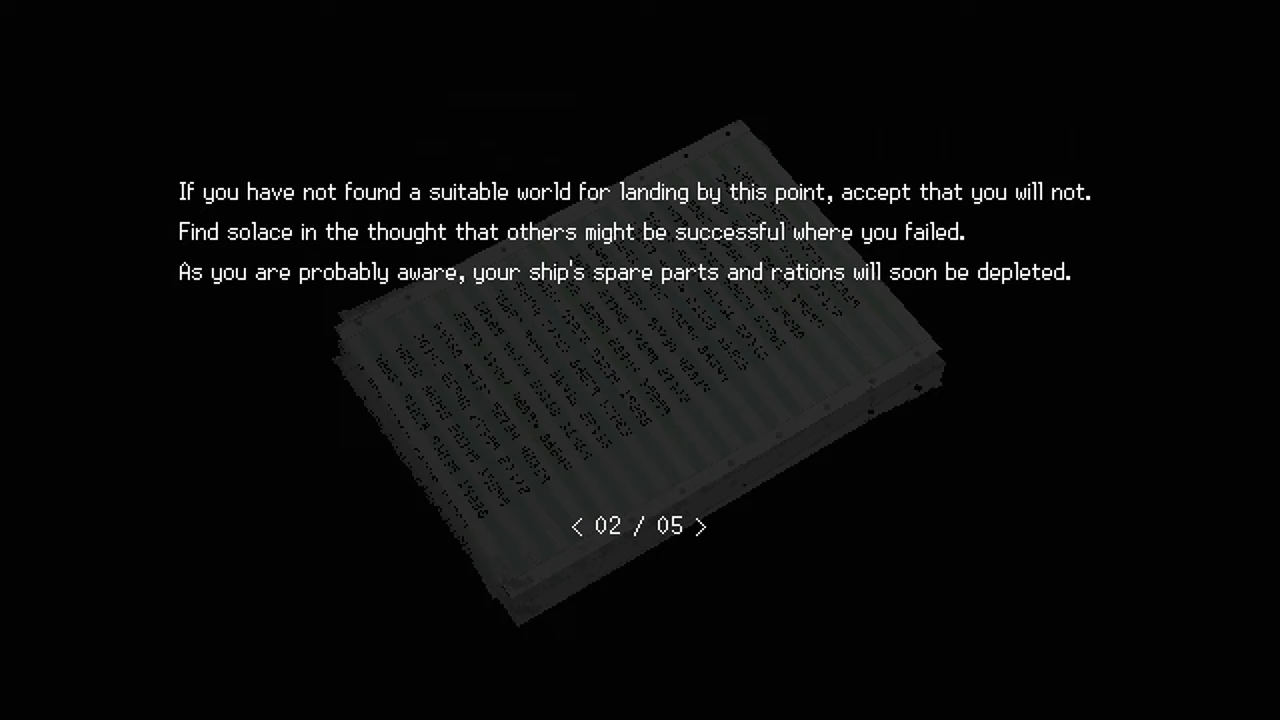 If you have not found a suitable world for landing by this point, accept that you will not.
Find solace in the thought that others might be successful where you failed.
As you are probably aware, your ship's spare parts and rations will soon be depleted.
< 02 / 05 >